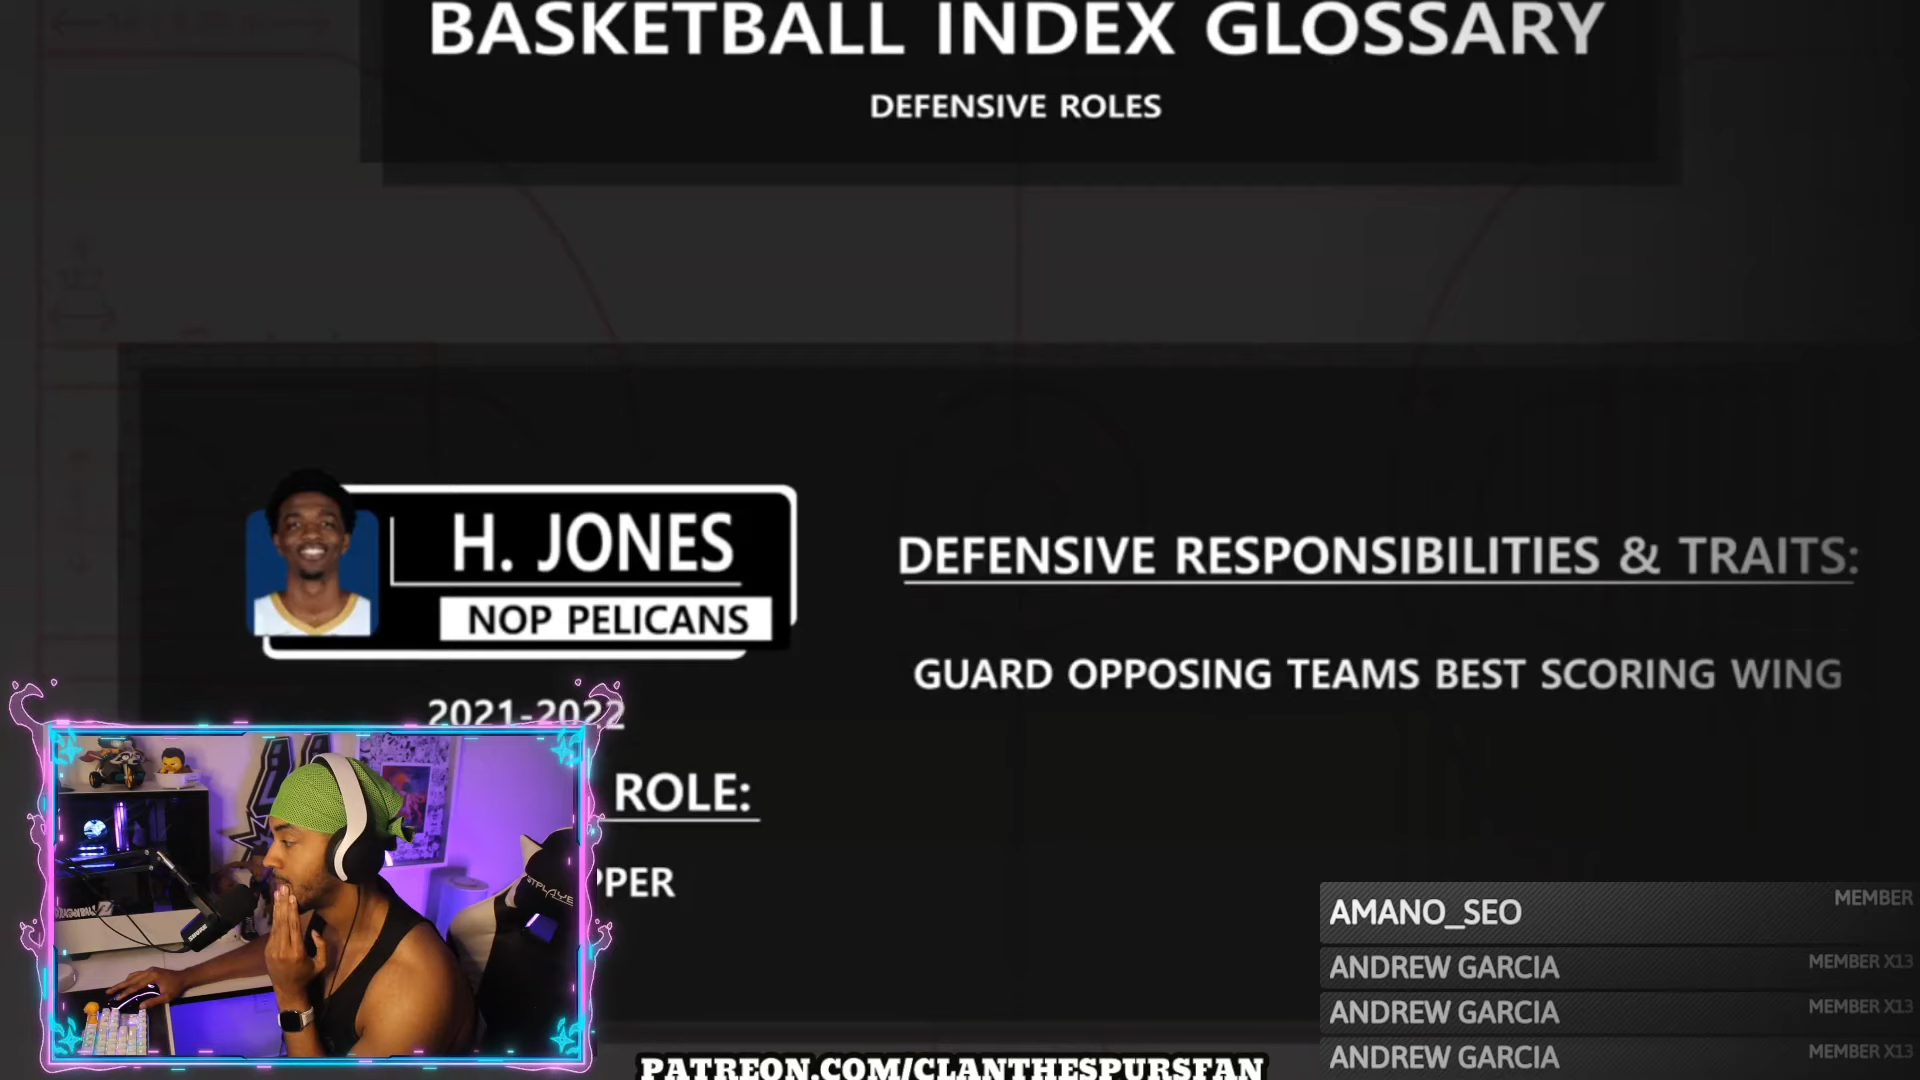 BASKETBALL INDEX GLOSSARY
DEFENSIVE ROLES
H. JONES
NOP PELICANS
2021-2022
ROLE:
PPER
DEFENSIVE RESPONSIBILITIES & TRAITS:
GUARD OPPOSING TEAMS BEST SCORING WING
AMANO_SEO MEMBER
ANDREW GARCIA MEMBER X13
ANDREW GARCIA MEMBER X13
ANDREW GARCIA MEMBER X13
PATREON.COM/CLANTHESPURSFAN